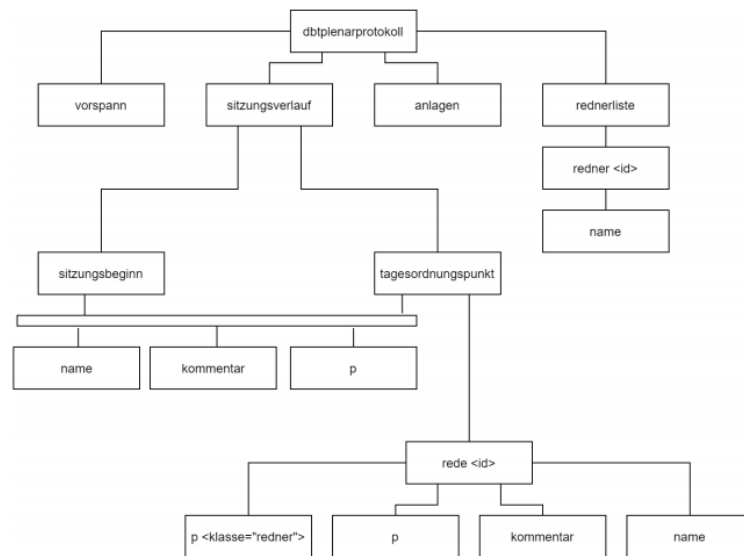 dbtplenarprotokoll
vorspann
sitzungsverlauf
anlagen
rednerliste
redner <id>
name
sitzungsbeginn
tagesordnungspunkt
name
kommentar
p
rede <id>
p <klasse="redner">
p
kommentar
name